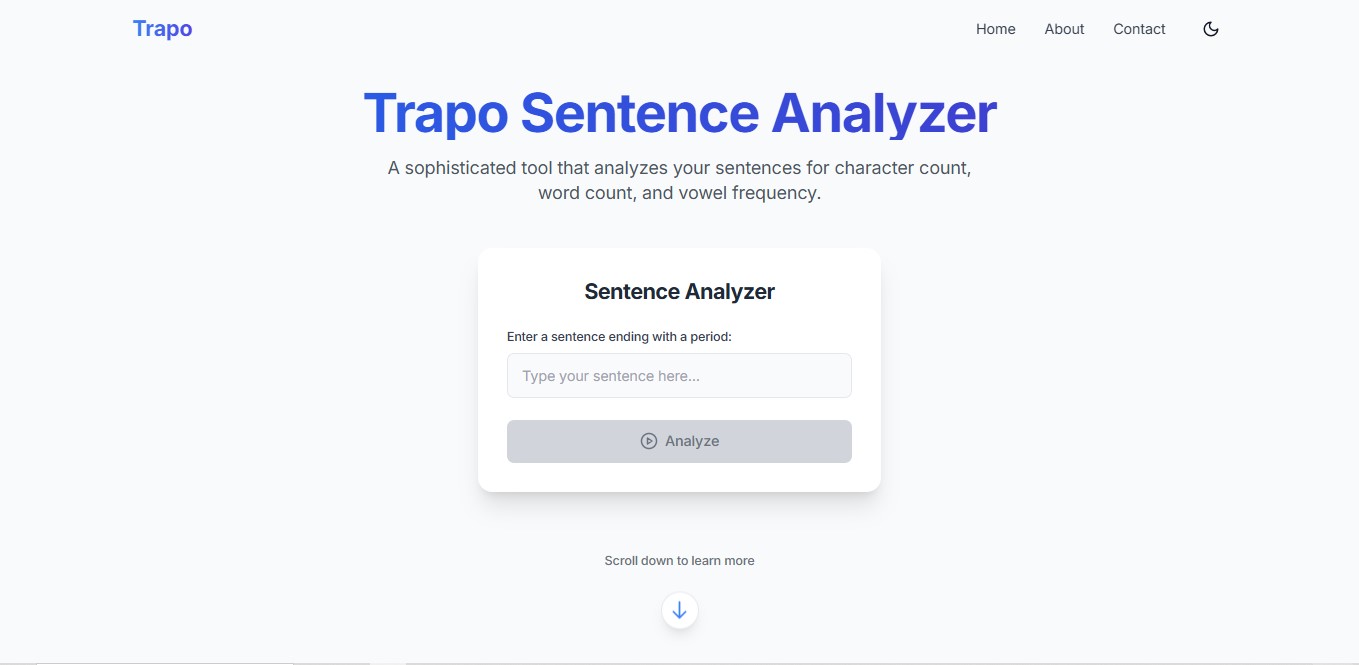 Trapo
Home About Contact
Trapo Sentence Analyzer
A sophisticated tool that analyzes your sentences for character count,
word count, and vowel frequency.
Sentence Analyzer
Enter a sentence ending with a period:
Type your sentence here...
Analyze
Scroll down to learn more